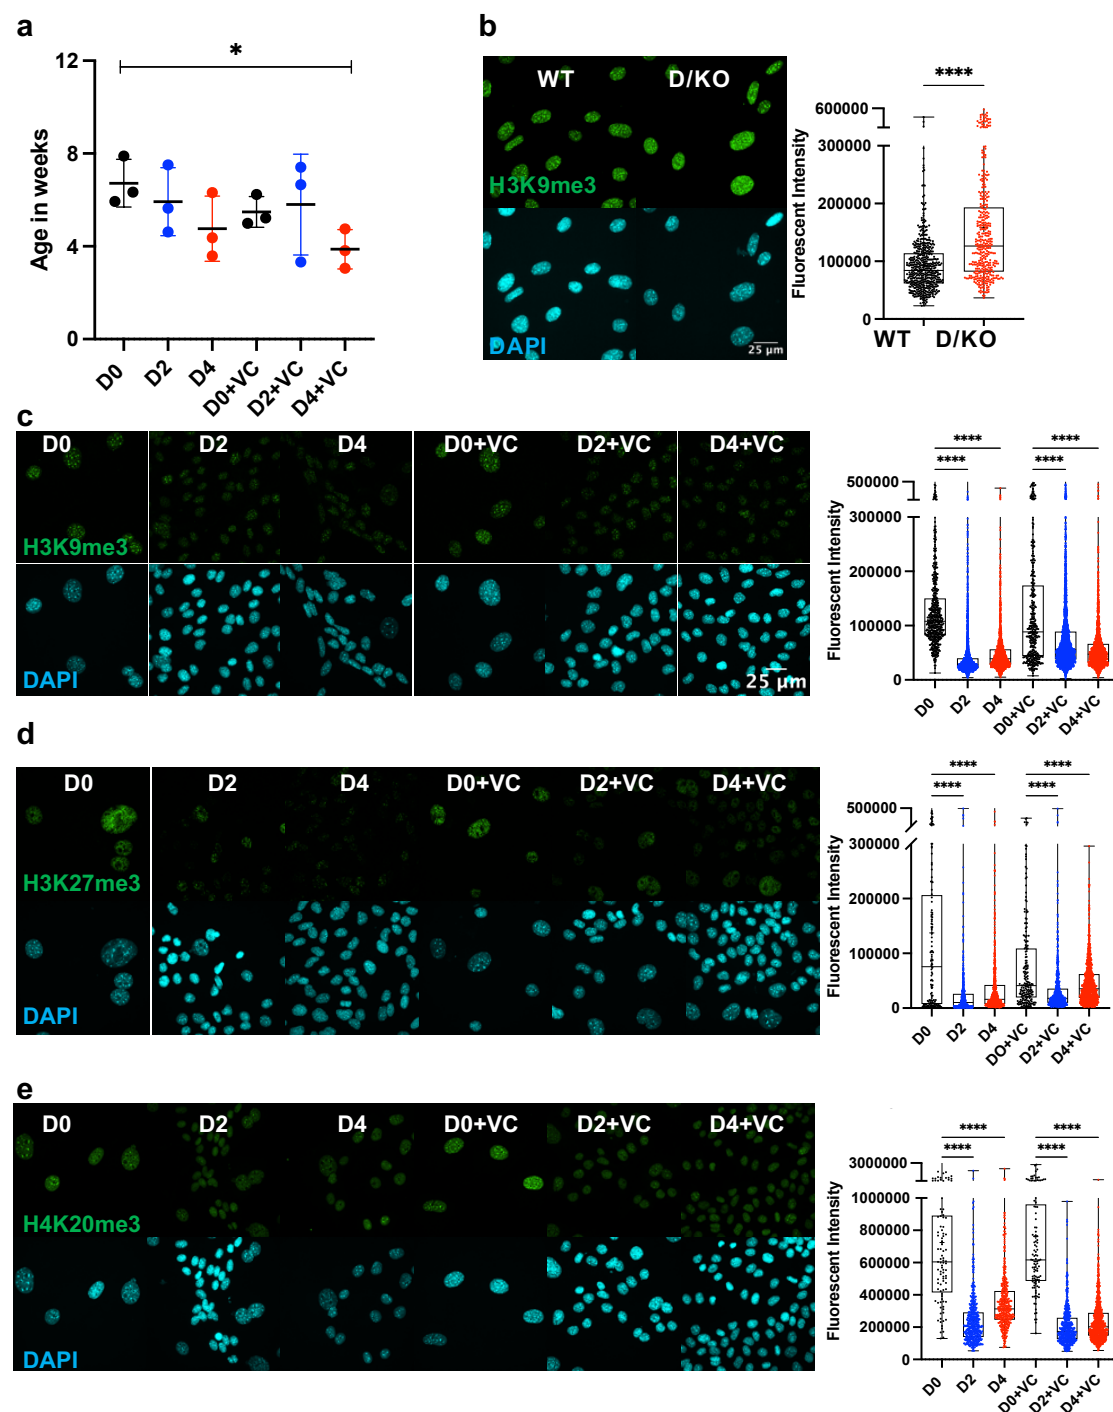 a
*
12
8
4
0
Age in weeks
D0
D2
D4
D0+VC
D2+VC
D4+VC
b
WT
D/KO
H3K9me3
DAPI
25 µm
****
600000
300000
200000
100000
0
Fluorescent Intensity
WT
D/KO
c
D0
D2
D4
D0+VC
D2+VC
D4+VC
H3K9me3
DAPI
25 µm
****
****
****
****
500000
300000
200000
100000
0
Fluorescent Intensity
D0
D2
D4
D0+VC
D2+VC
D4+VC
d
D0
D2
D4
D0+VC
D2+VC
D4+VC
H3K27me3
DAPI
****
****
****
****
500000
300000
200000
100000
0
Fluorescent Intensity
D0
D2
D4
DO+VC
D2+VC
D4+VC
e
D0
D2
D4
D0+VC
D2+VC
D4+VC
H4K20me3
DAPI
****
****
****
****
3000000
1000000
800000
600000
400000
200000
0
Fluorescent Intensity
D0
D2
D4
D0+VC
D2+VC
D4+VC